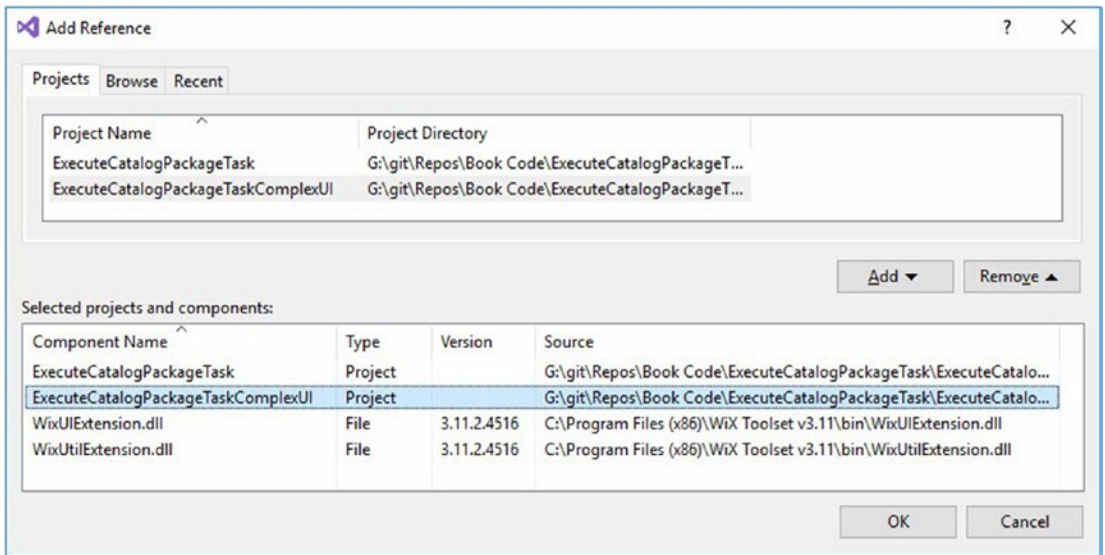 Add Reference ? ×
Projects Browse Recent
Project Name Project Directory
ExecuteCatalogPackageTask G:\git\Repos\Book Code\ExecuteCatalogPackageT...
ExecuteCatalogPackageTaskComplexUI G:\git\Repos\Book Code\ExecuteCatalogPackageT...
Add Remove
Selected projects and components:
Component Name Type Version Source
ExecuteCatalogPackageTask Project G:\git\Repos\Book Code\ExecuteCatalogPackageTask\ExecuteCatalo...
ExecuteCatalogPackageTaskComplexUI Project G:\git\Repos\Book Code\ExecuteCatalogPackageTask\ExecuteCatalo...
WixUIExtension.dll File 3.11.2.4516 C:\Program Files (x86)\WiX Toolset v3.11\bin\WixUIExtension.dll
WixUtilExtension.dll File 3.11.2.4516 C:\Program Files (x86)\WiX Toolset v3.11\bin\WixUtilExtension.dll
OK Cancel